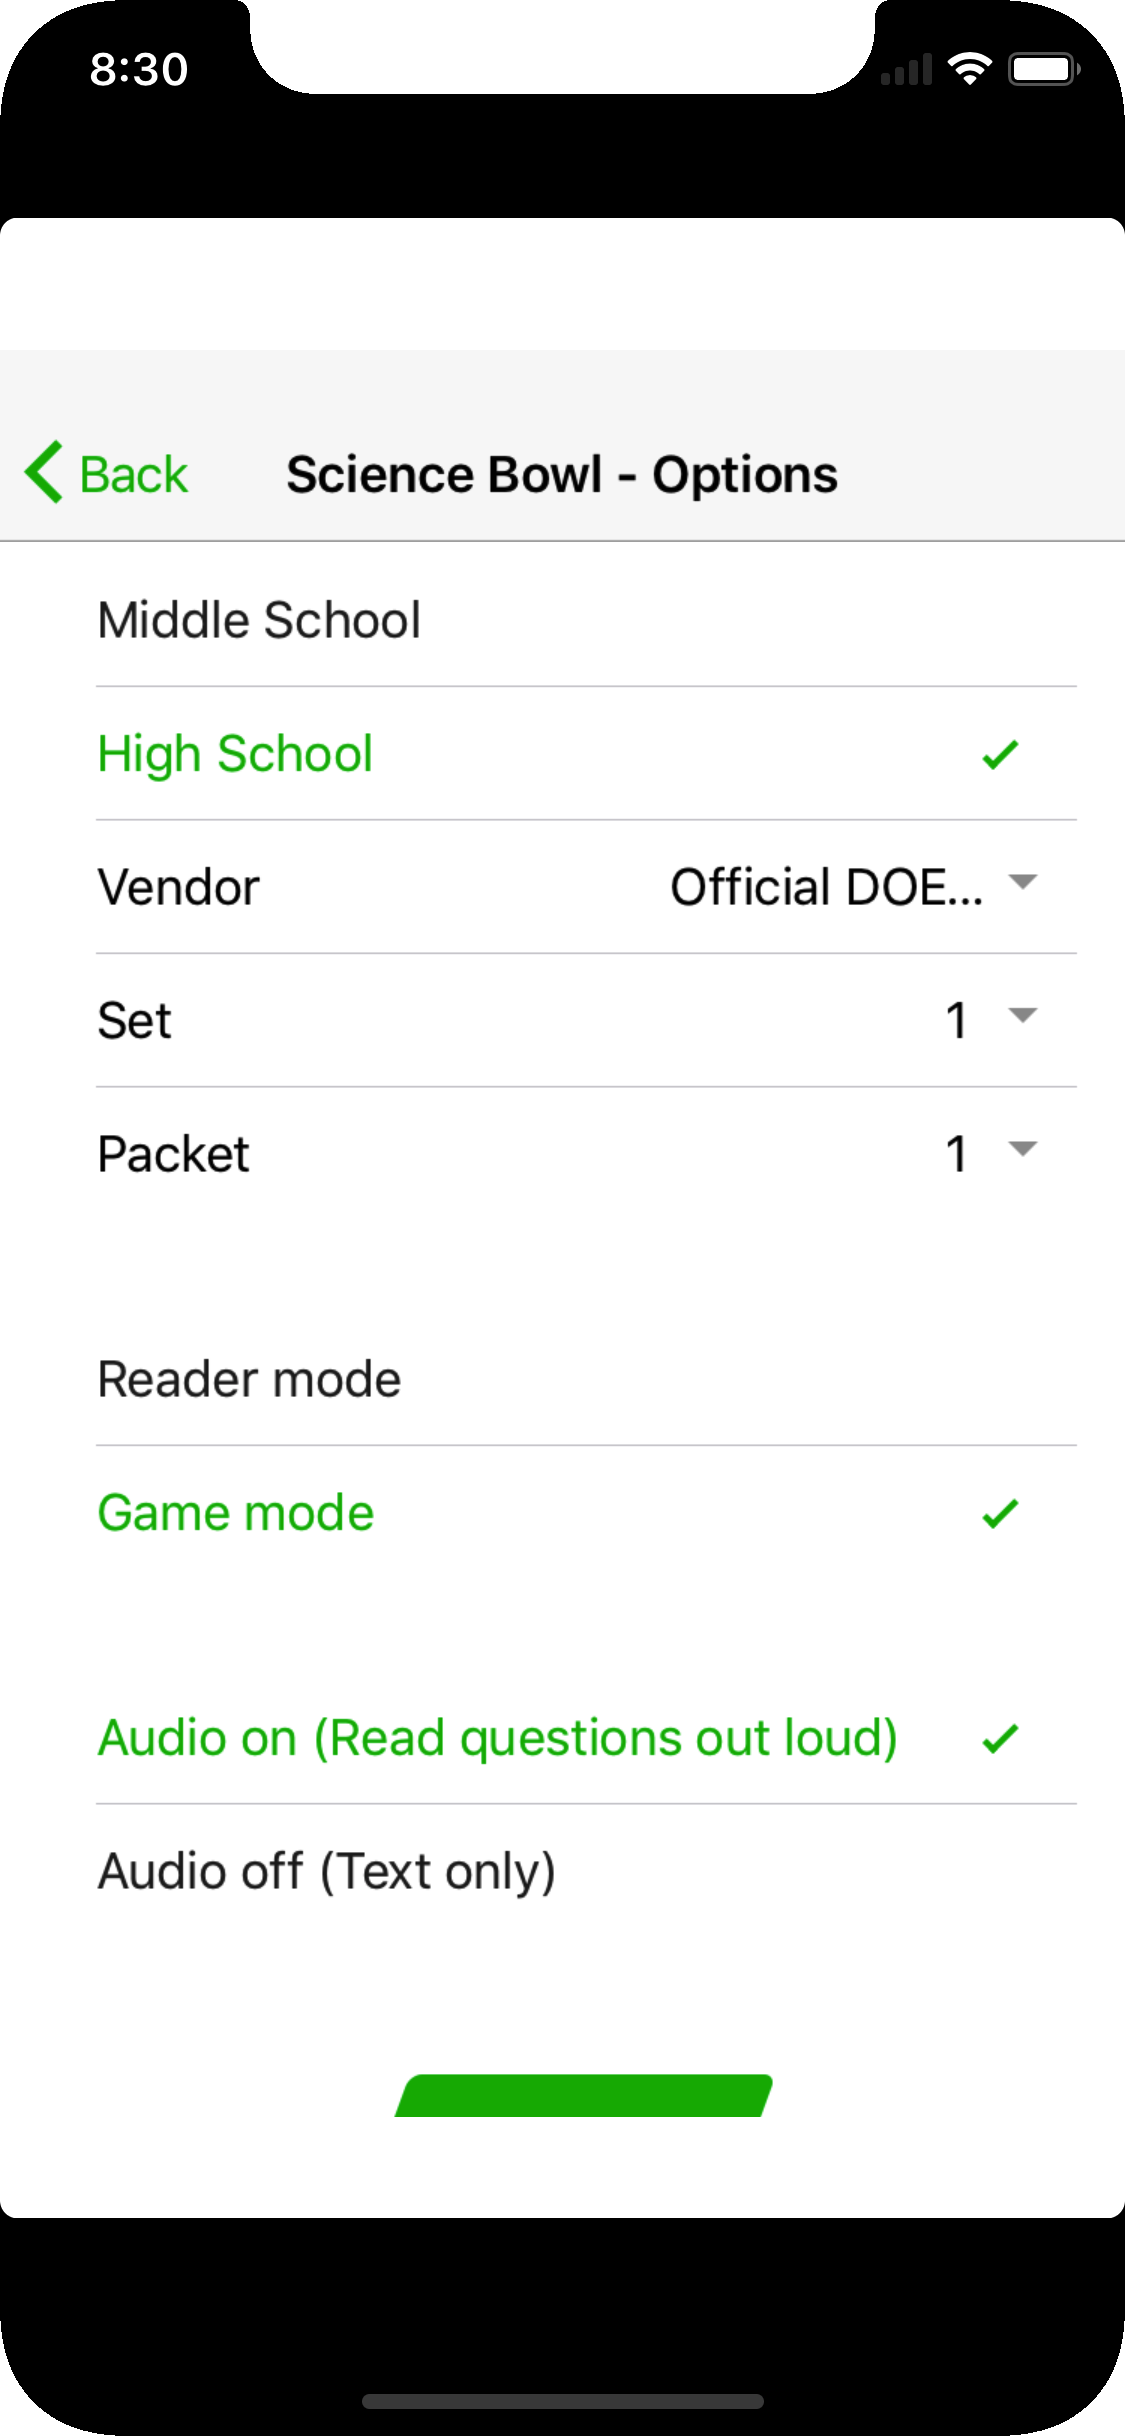 8:30
Back
Science Bowl - Options
Middle School
High School
Vendor Official DOE...
Set 1
Packet 1
Reader mode
Game mode
Audio on (Read questions out loud)
Audio off (Text only)